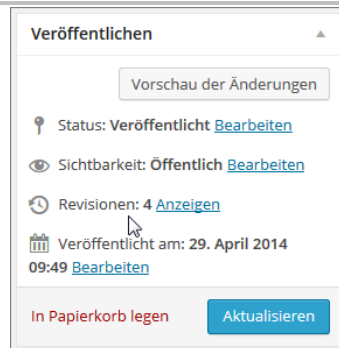 Veröffentlichen
Vorschau der Änderungen
Status: Veröffentlicht Bearbeiten
Sichtbarkeit: Öffentlich Bearbeiten
Revisionen: 4 Anzeigen
Veröffentlicht am: 29. April 2014
09:49 Bearbeiten
In Papierkorb legen
Aktualisieren